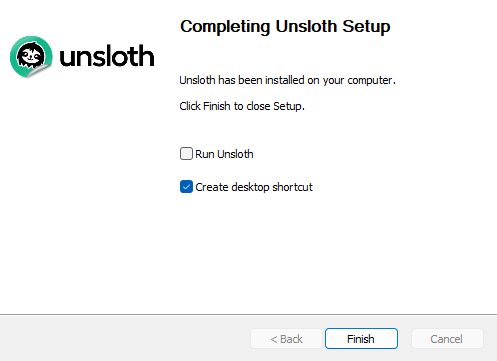 Completing Unsloth Setup
unsloth
Unsloth has been installed on your computer.
Click Finish to close Setup.
Run Unsloth
Create desktop shortcut
< Back
Finish
Cancel